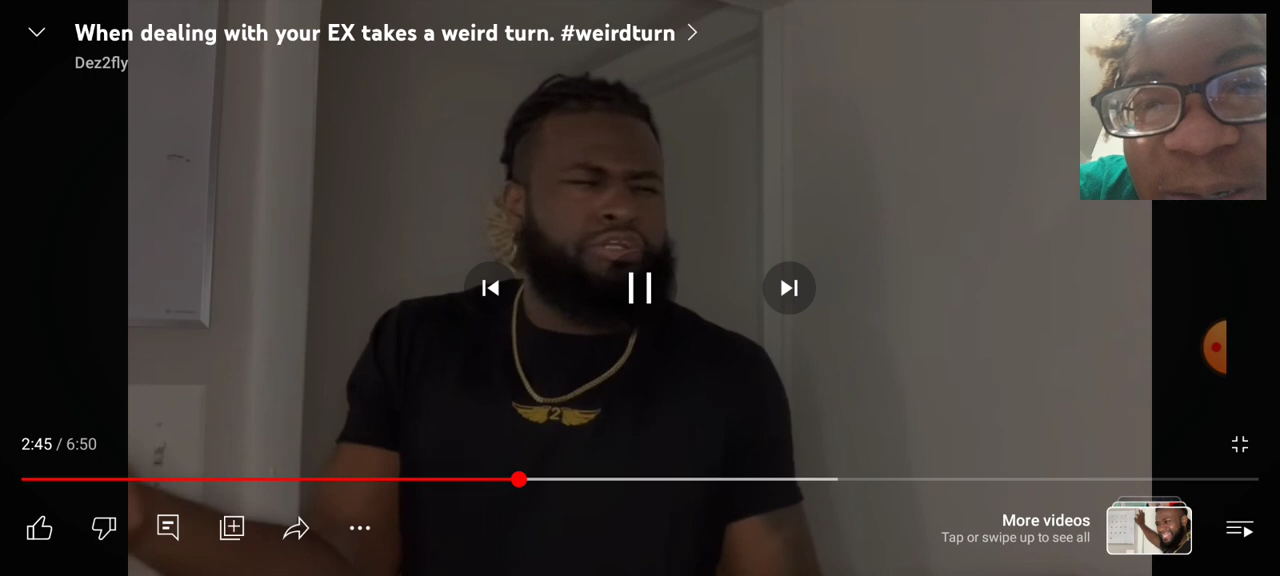 When dealing with your EX takes a weird turn. #weirdturn
Dez2fly
2
2:45 / 6:50
More videos
Tap or swipe up to see all